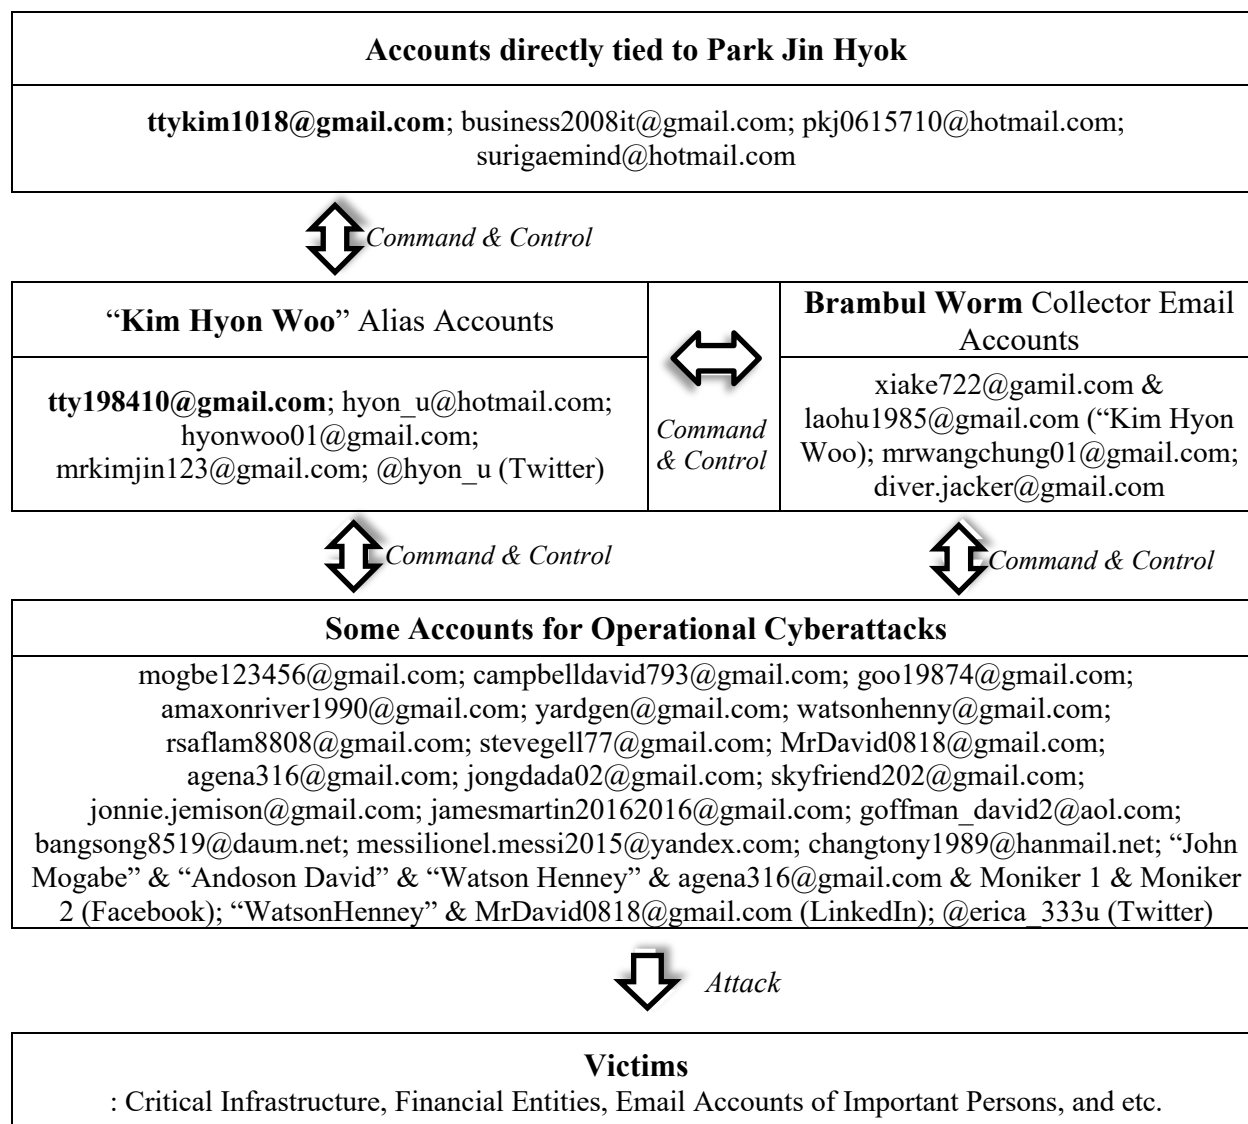 Accounts directly tied to Park Jin Hyok
ttykim1018@gmail.com; business2008it@gmail.com; pkj0615710@hotmail.com;
surigaemind@hotmail.com
Command & Control
“Kim Hyon Woo” Alias Accounts
tty198410@gmail.com; hyon_u@hotmail.com;
hyonwoo01@gmail.com;
mrkimjin123@gmail.com; @hyon_u (Twitter)
Command
& Control
Brambul Worm Collector Email
Accounts
xiake722@gamil.com &
laohu1985@gmail.com (“Kim Hyon
Woo); mrwangchung01@gmail.com;
diver.jacker@gmail.com
Command & Control
Command & Control
Some Accounts for Operational Cyberattacks
mogbe123456@gmail.com; campbelldavid793@gmail.com; goo19874@gmail.com;
amaxonriver1990@gmail.com; yardgen@gmail.com; watsonhenny@gmail.com;
rsaflam8808@gmail.com; stevegell77@gmail.com; MrDavid0818@gmail.com;
agena316@gmail.com; jongdada02@gmail.com; skyfriend202@gmail.com;
jonnie.jemison@gmail.com; jamesmartin20162016@gmail.com; goffman_david2@aol.com;
bangsong8519@daum.net; messilionel.messi2015@yandex.com; changtony1989@hanmail.net; “John
Mogabe” & “Andoson David” & “Watson Henney” & agena316@gmail.com & Moniker 1 & Moniker
2 (Facebook); “WatsonHenney” & MrDavid0818@gmail.com (LinkedIn); @erica_333u (Twitter)
Attack
Victims
: Critical Infrastructure, Financial Entities, Email Accounts of Important Persons, and etc.